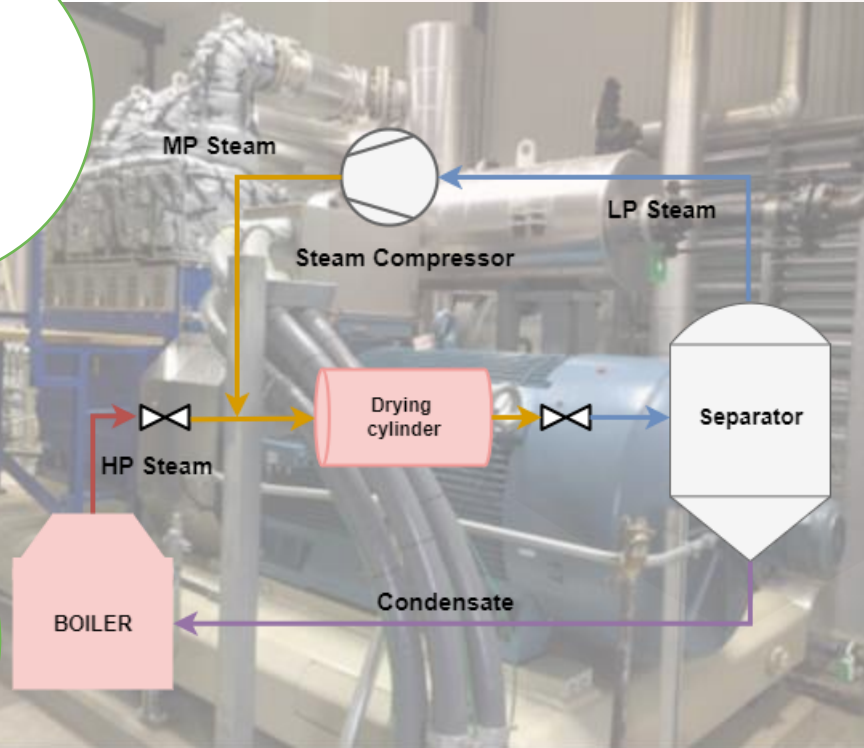 MP Steam
LP Steam
Steam Compressor
Drying
cylinder
Separator
HP Steam
Condensate
BOILER